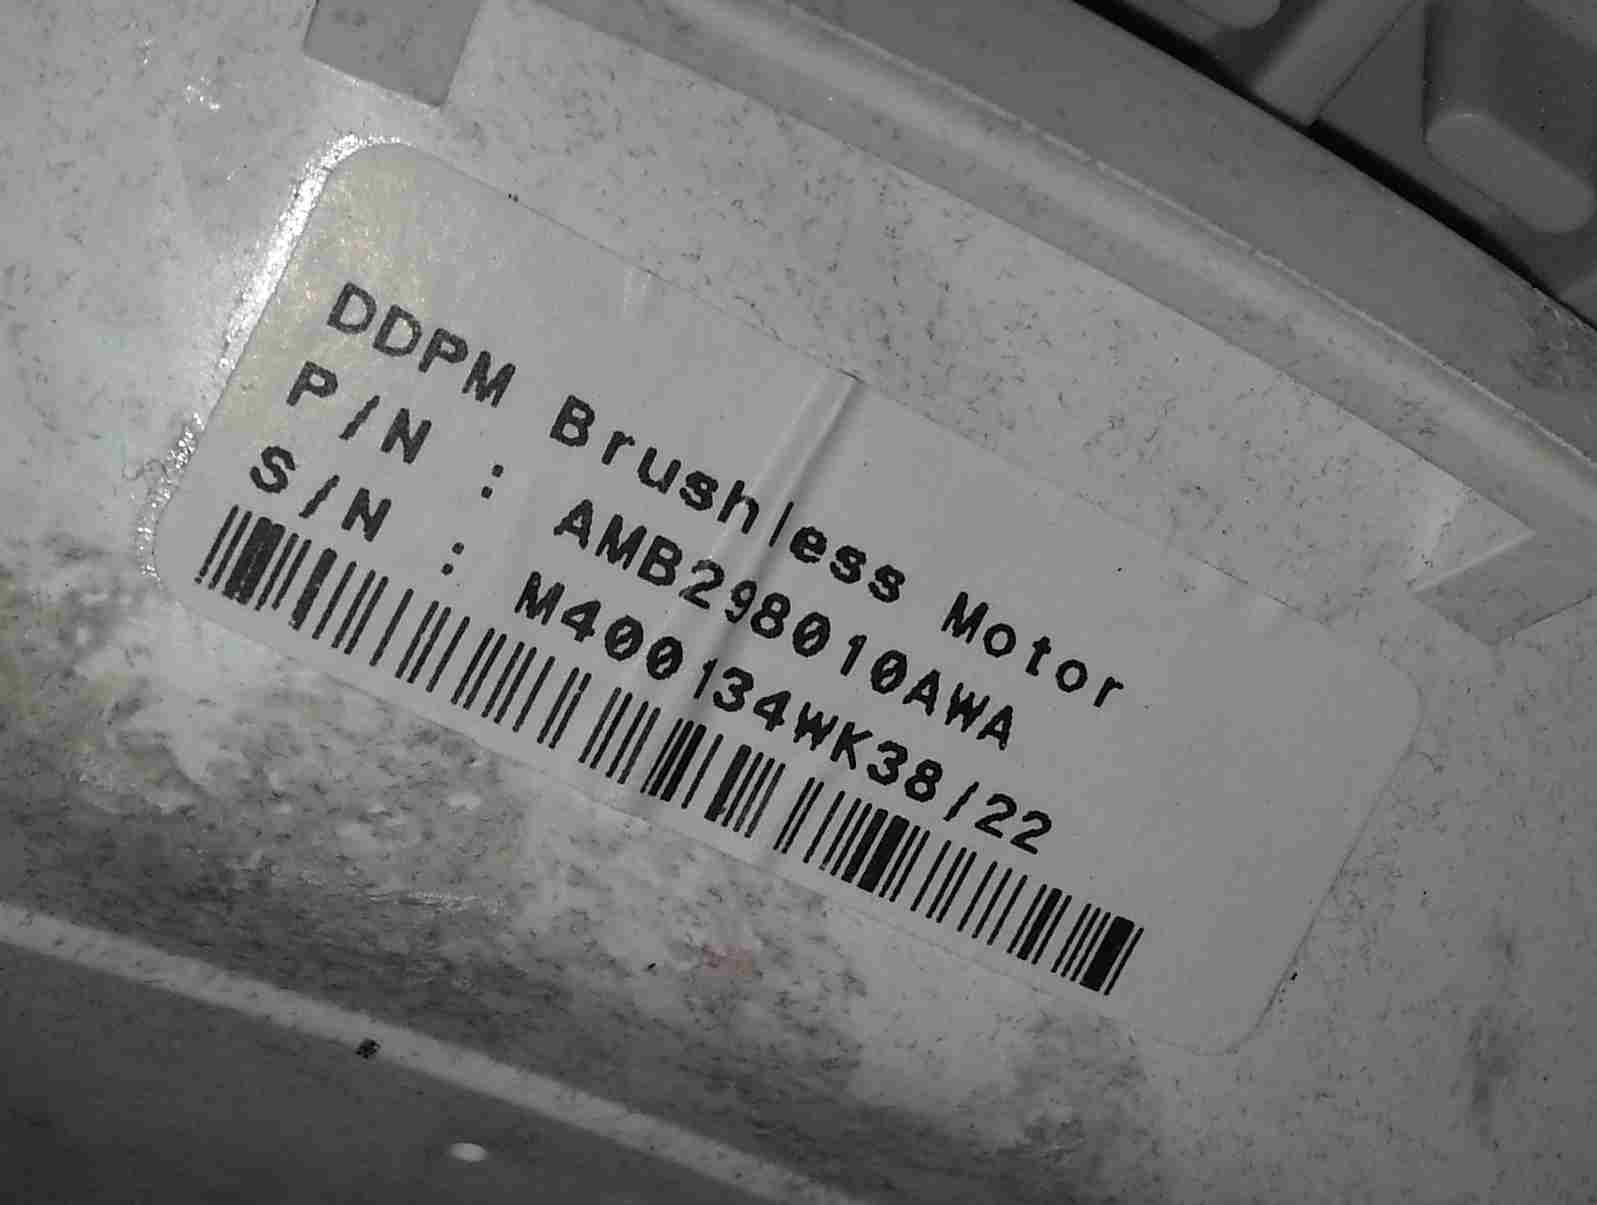 DDPM Brushless Motor
P/N : AMB298010AWA
S/N : M400134WK38/22